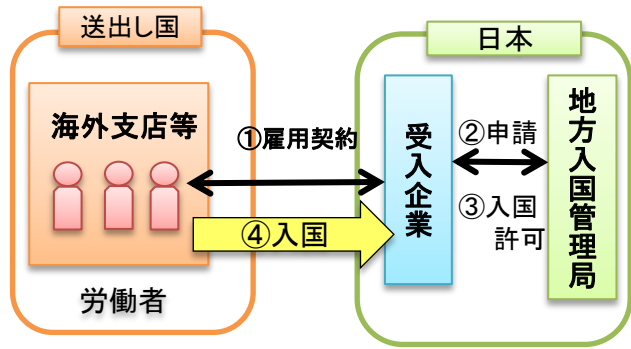 送出し国
日本
海外支店等
①雇用契約
④入国
労働者
受入企業
②申請
③入国
許可
地方入国管理局